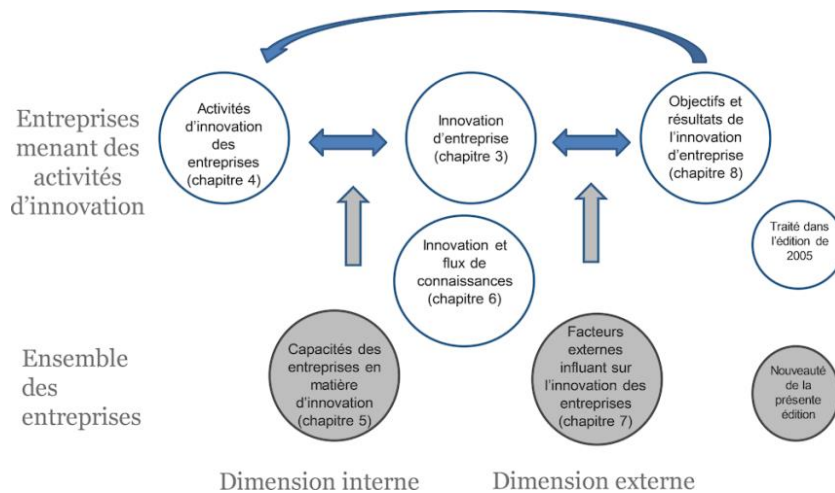 Entreprises
menant des
activités
d'innovation
Activités
d'innovation
des
entreprises
(chapitre 4)
Innovation
d'entreprise
(chapitre 3)
Objectifs et
résultats de
l'innovation
d'entreprise
(chapitre 8)
Innovation et
flux de
connaissances
(chapitre 6)
Traité dans
l'édition de
2005
Ensemble
des
entreprises
Capacités des
entreprises en
matière
d'innovation
(chapitre 5)
Facteurs
externes
influant sur
l'innovation des
entreprises
(chapitre 7)
Nouveauté
de la
présente
édition
Dimension interne
Dimension externe